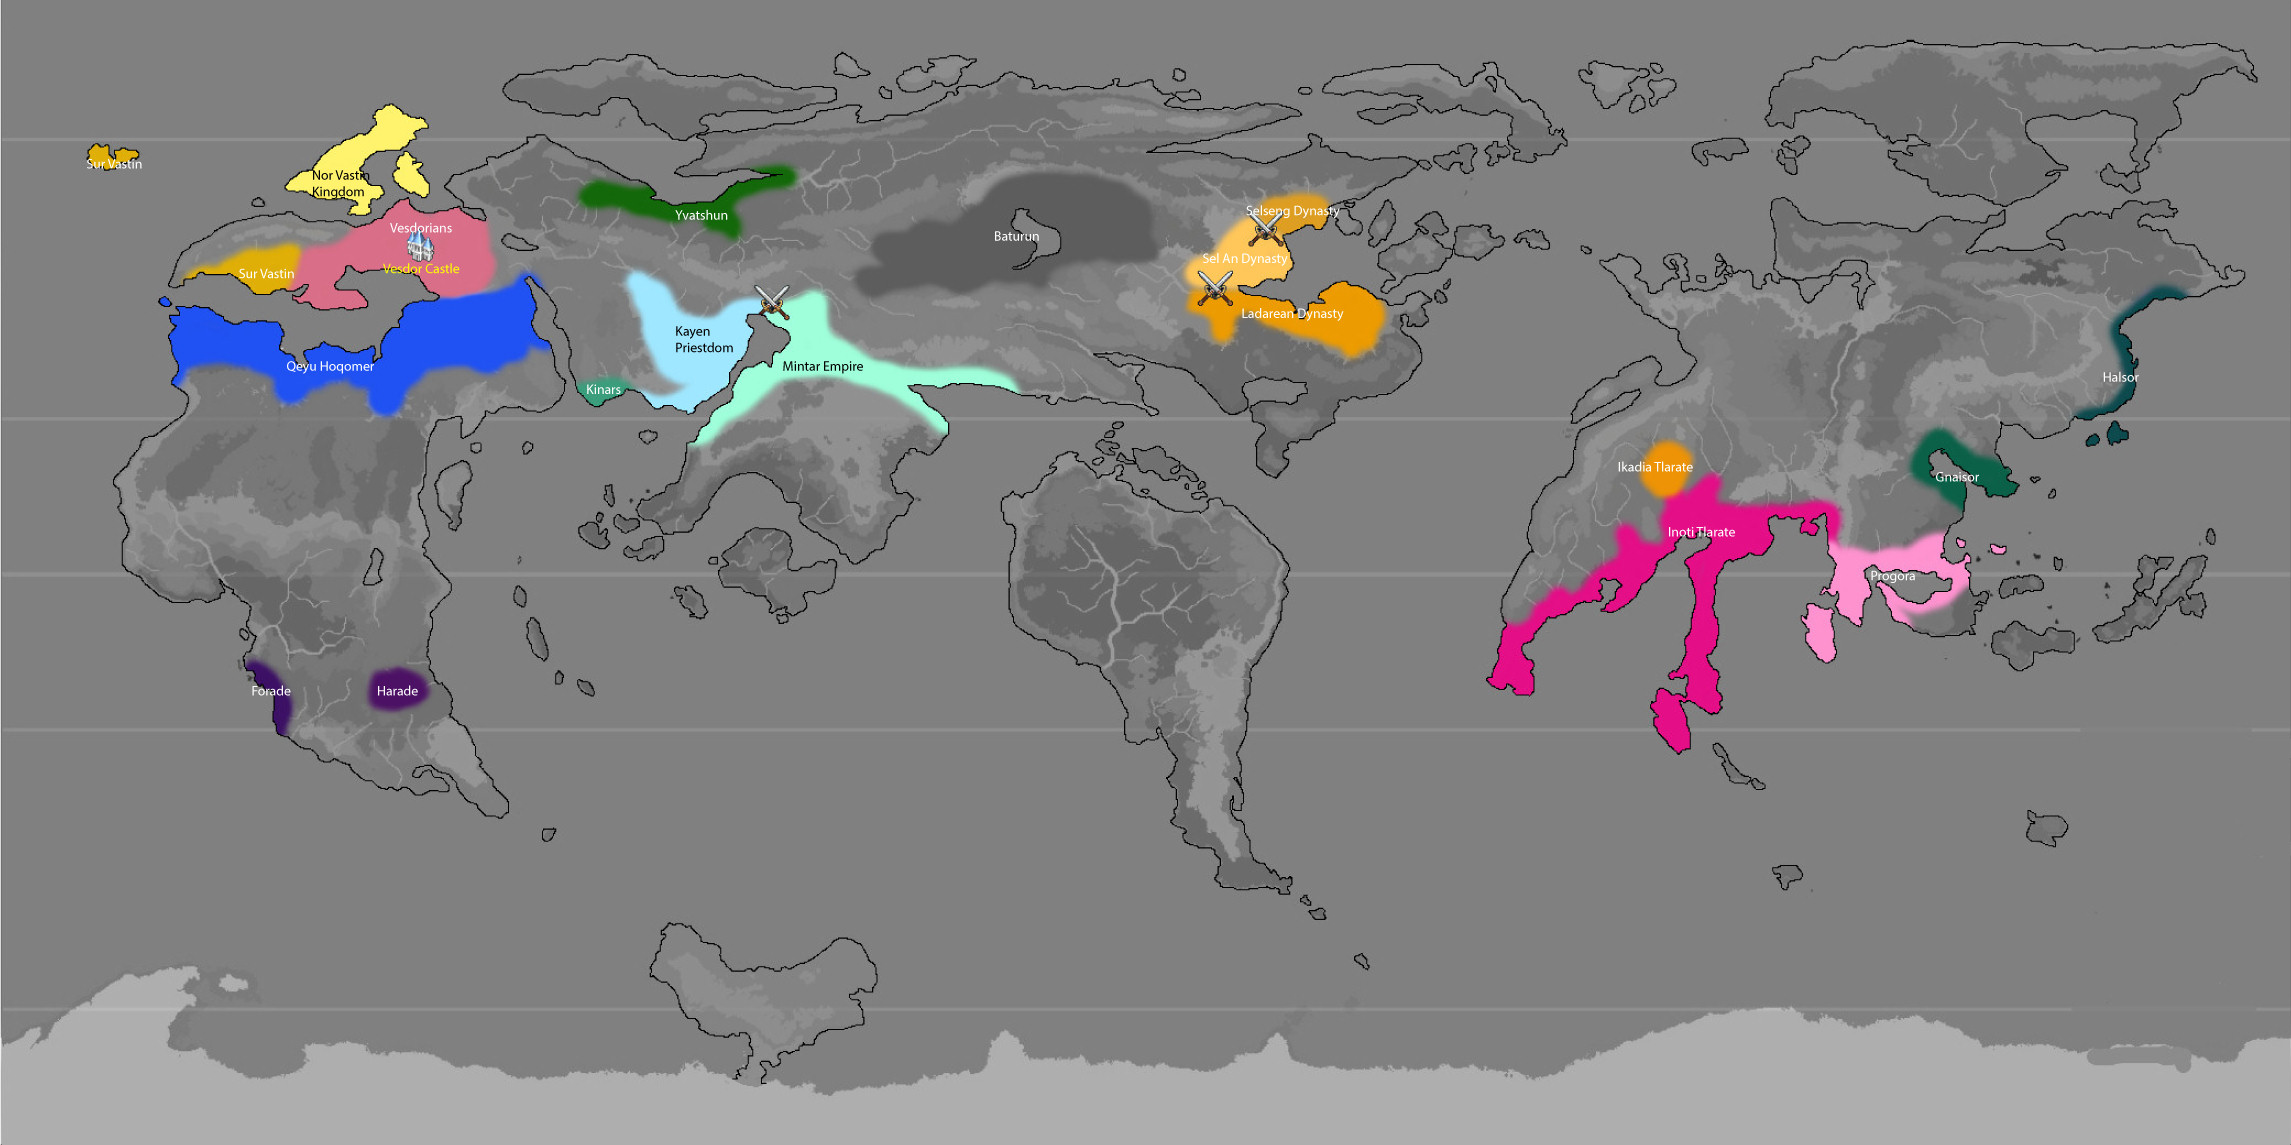 Sur Vastin
Nor Vastin
Kingdom
Vesdorians
Vesdor Castle
Sur Vastin
Qeyu Hoqomer
Yvatshun
Baturun
Kayen
Priestdom
Mintar Empire
Kinars
Selseng Dynasty
Sel An Dynasty
Ladarean Dynasty
Halsor
Ikadia Tlarate
Gnaisor
Inoti Tlarate
Progora
Forade
Harade